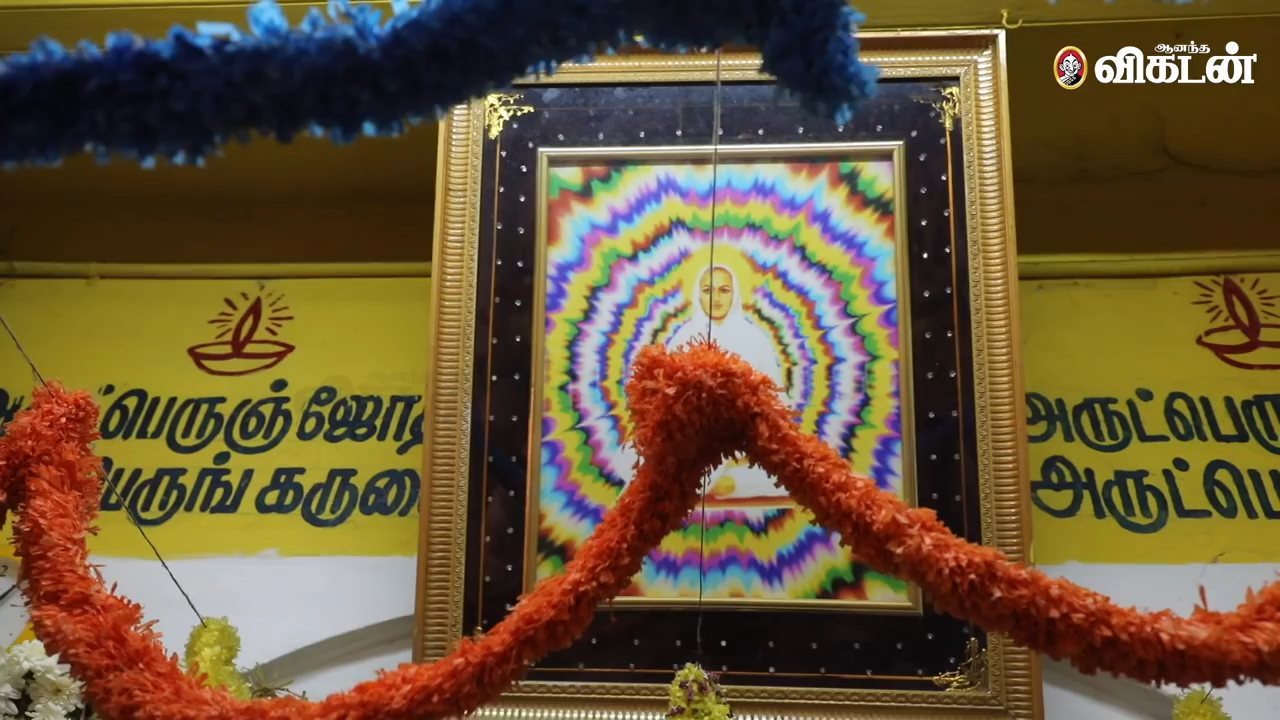 ஆனந்த
விகடன்
பெருஞ் ஜோதி
பெருங் கருணை
அருட்பெரு
அருட்பெ